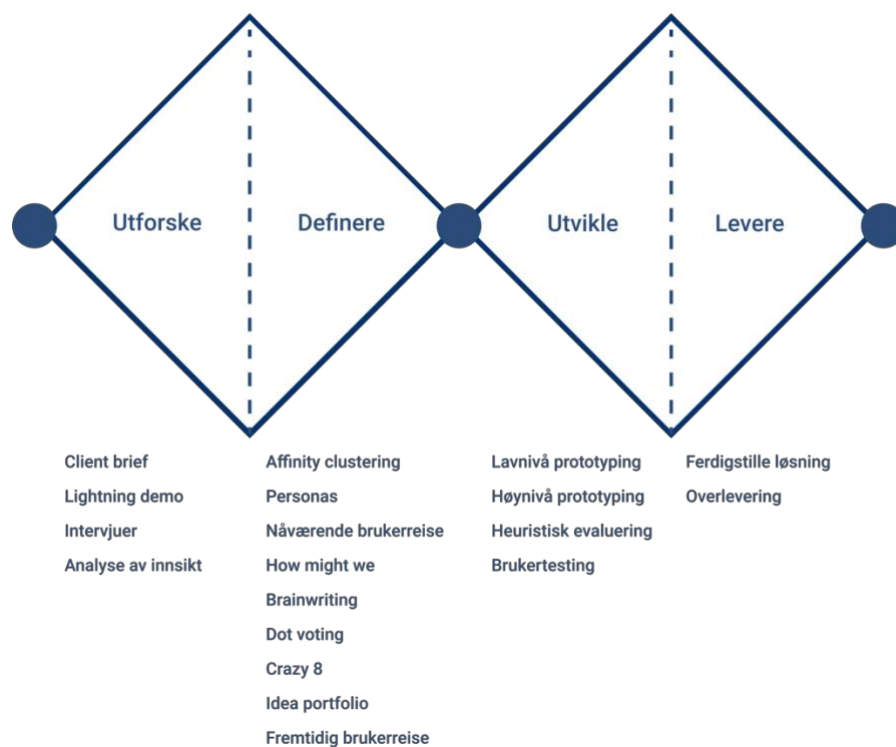 Utforske
Definere
Utvikle
Levere
Client brief
Lightning demo
Intervjuer
Analyse av innsikt
Affinity clustering
Personas
Nåværende brukerreise
How might we
Brainwriting
Dot voting
Crazy 8
Idea portfolio
Fremtidig brukerreise
Lavnivå prototyping
Høynivå prototyping
Heuristisk evaluering
Brukertesting
Ferdigstille løsning
Overlevering